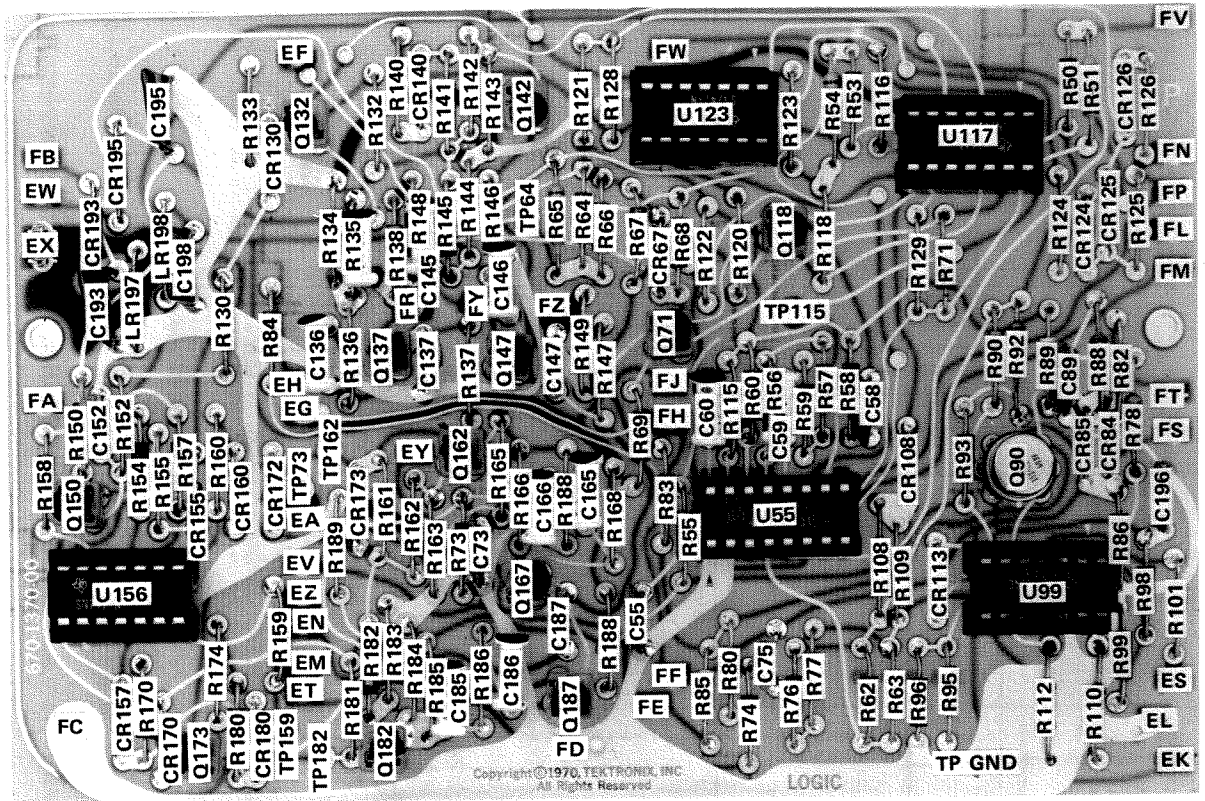 FV
EF
FW
R140
CR140
R141
R142
R143
Q142
R121
R128
U123
R123
R54
R53
R116
U117
R50
R51
CR126
R126
C195
R133
Q132
CR130
R132
FB
EW
CR195
FN
FP
FL
FM
EX
CR193
LR198
C198
R134
R135
R138
R148
R145
R144
R146
TP64
R65
R64
R66
R67
CR67
R68
R122
R120
Q118
R118
R129
R71
R124
CR124
CR125
R125
C193
LR197
R130
R84
FR
C145
FY
C146
FZ
TP115
C136
R136
Q137
C137
R137
Q147
C147
R149
R147
Q71
R90
R92
R89
C89
R88
R82
FA
EH
EG
FJ
FH
C60
R115
R60
R56
C59
R59
R57
R58
C58
FT
FS
R150
C152
R152
R69
R78
R158
Q150
R154
R155
R157
CR155
R160
CR160
CR172
TP73
TP162
EY
Q162
R165
R166
C166
R188
C165
R168
R83
R55
U55
CR108
R93
Q90
CR85
CR84
C196
EA
R189
CR173
R161
R162
R163
R73
C73
R86
EV
U156
EZ
EN
EM
ET
Q167
C187
R188
C55
R108
R109
CR113
U99
R98
R101
R99
670-1370-00
R174
R159
R182
R183
R184
R185
C185
R186
C186
FF
R85
R80
C75
R76
R77
R74
R62
R63
R96
R95
R112
R110
ES
EL
EK
FC
CR157
R170
CR170
Q173
R180
CR180
TP159
TP182
R181
Q182
Q187
FE
FD
TP GND
Copyright©1970, TEKTRONIX, INC
All Rights Reserved
LOGIC